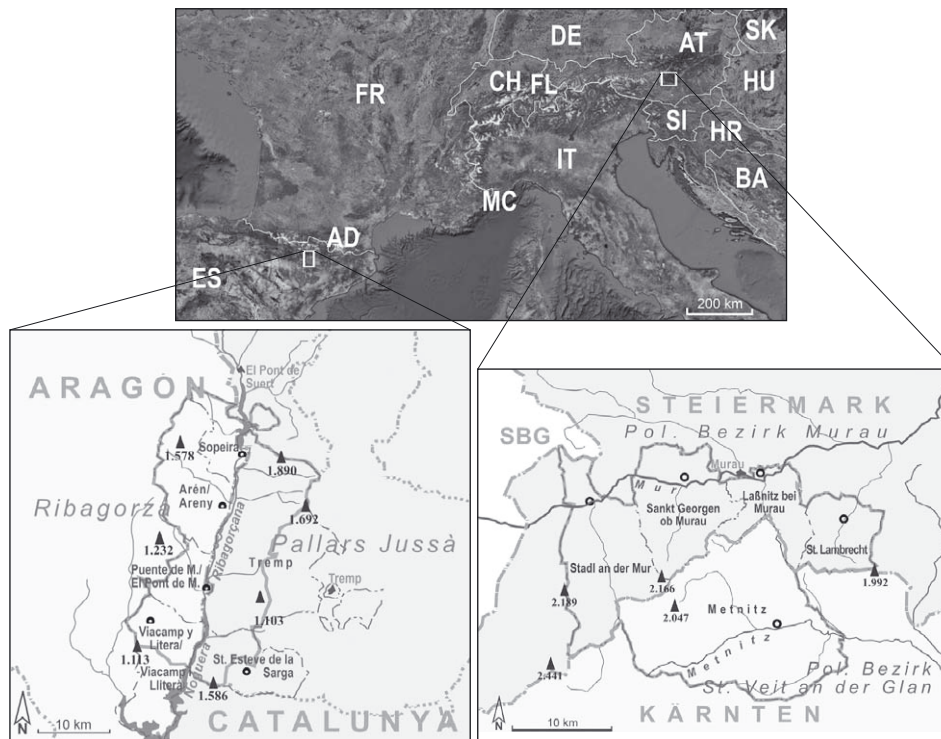 DE
AT
SK
CH
FL
HU
FR
SI
HR
IT
BA
MC
AD
ES
200 km
El Pont de
Suert
ARAGÓN
Sopeira
1.578
1.890
Arén/
Areny
Ribagorza
1.692
Ribagorçana
Pallars Jussà
1.232
Tremp
Puente de M./
El Pont de M.
Tremp
1.103
Viacamp y
Litera/
1.113
Viacamp i
Llitera
St. Esteve de la
Sarga
Noguera
1.586
N
10 km
CATALUNYA
STEIERMARK
SBG
Pol. Bezirk Murau
Murau
Mur
Sankt Georgen
ob Murau
Laßnitz bei
Murau
St. Lambrecht
Stadl an der Mur
2.166
1.992
2.189
2.047
Metnitz
Metnitz
2.441
Pol. Bezirk
St. Veit an der Glan
KÄRNTEN
N
10 km